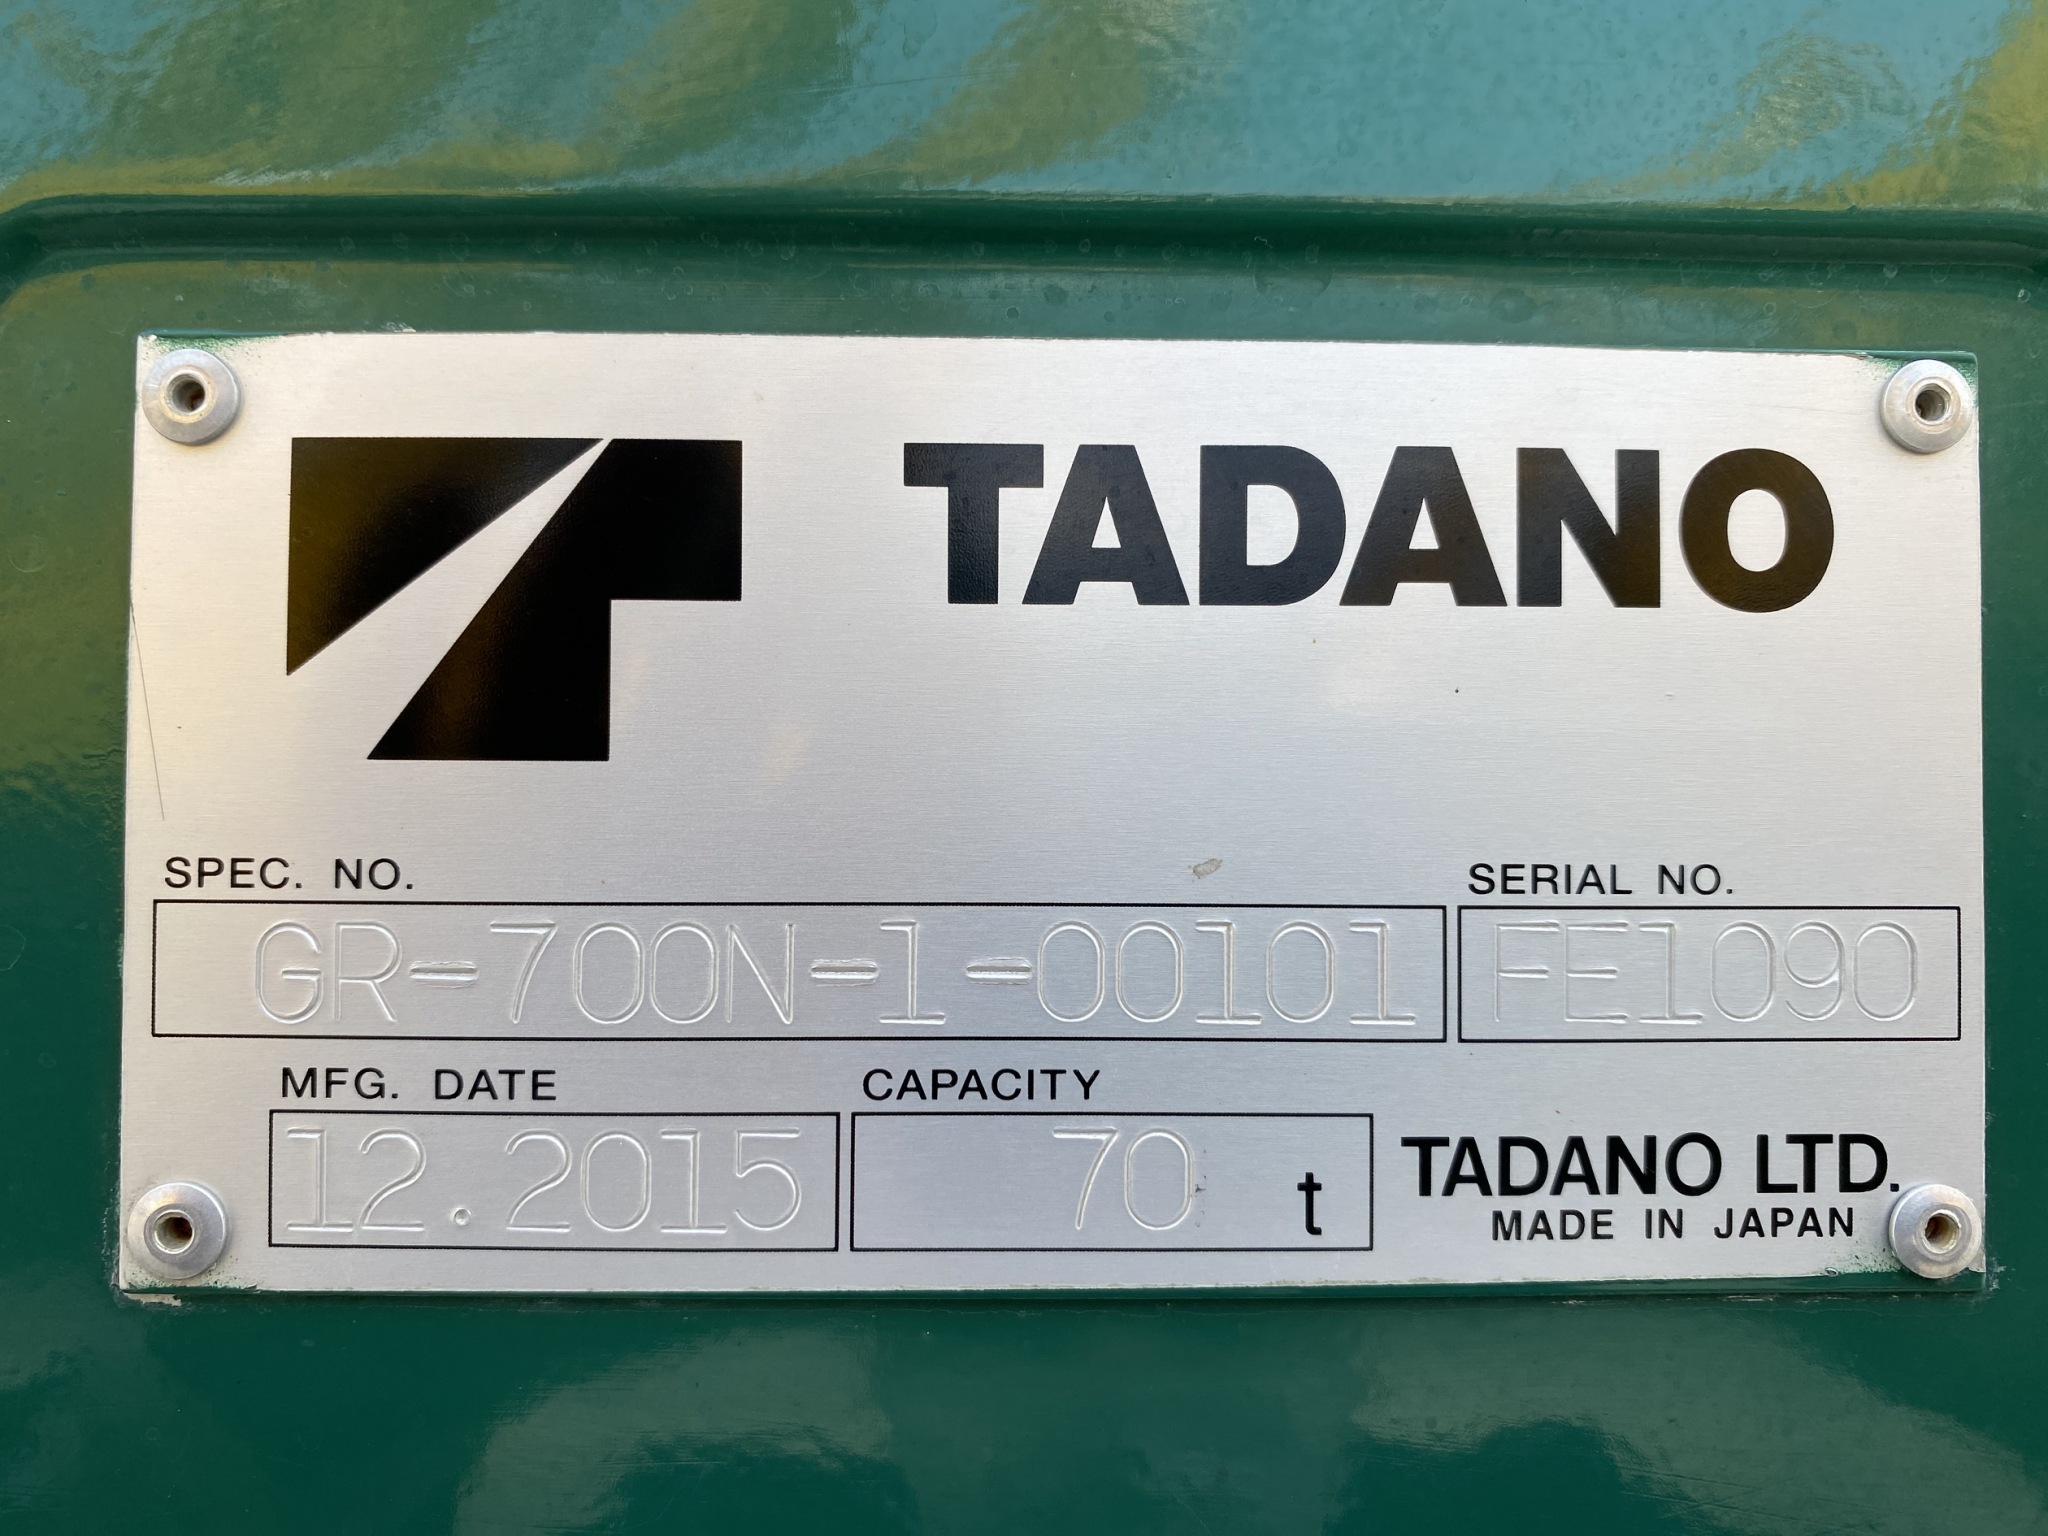 TADANO
SPEC. NO. SERIAL NO.
GR-700N-1-00101 FE1090
MFG. DATE CAPACITY
12.2015 70 t
TADANO LTD.
MADE IN JAPAN